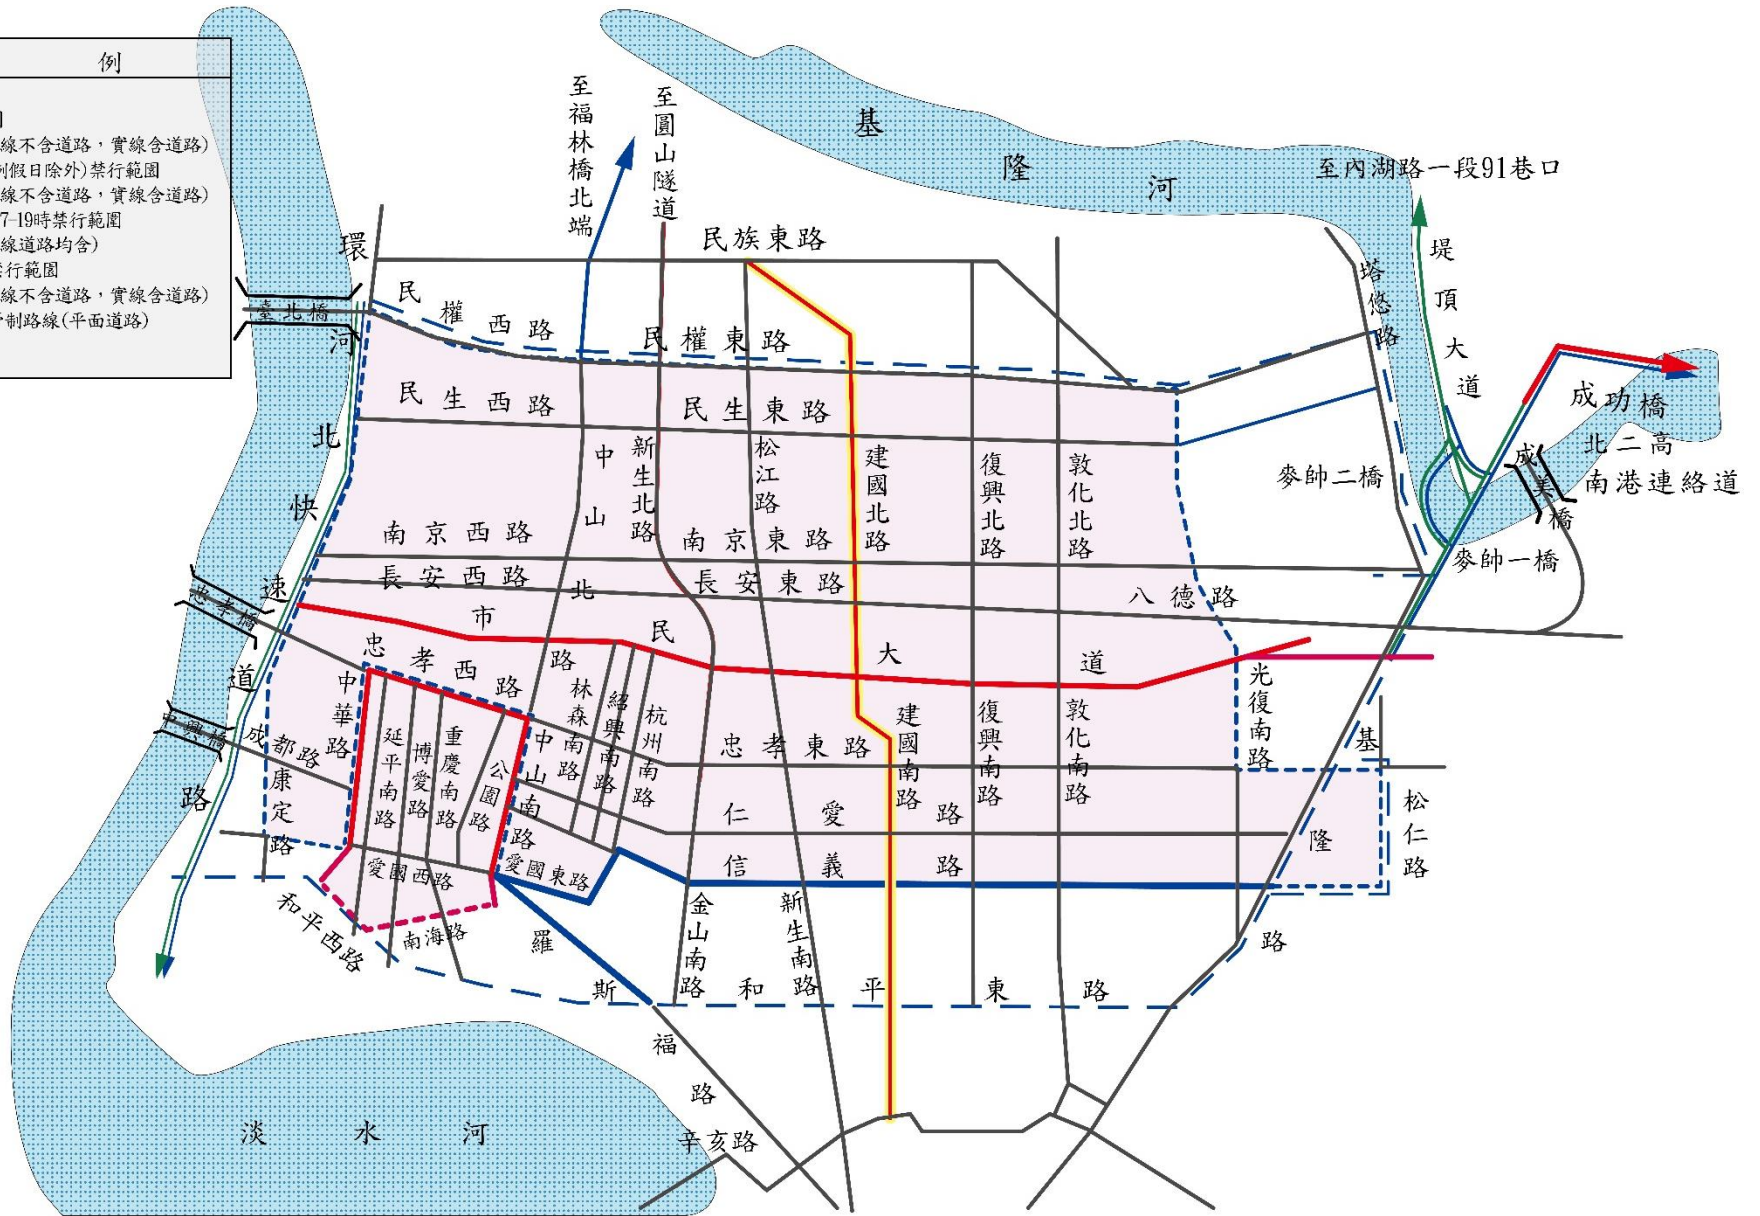 例
線不含道路，實線含道路)
例假日除外)禁行範圍
線不含道路，實線含道路)
7-19時禁行範圍
線道路均含)
禁行範圍
線不含道路，實線含道路)
管制路線(平面道路)
至福林橋北端
至圓山隧道
基隆河
至內湖路一段91巷口
堤頂大道
塔悠路
民族東路
環河北快速道路
臺北橋
民權西路
民權東路
民生西路
民生東路
成功橋
北二高
南港連絡道
成美橋
麥帥二橋
麥帥一橋
中山北路
新生北路
松江路
建國北路
復興北路
敦化北路
南京西路
南京東路
長安西路
長安東路
八德路
忠孝橋
市民大道
忠孝西路
中興橋
成都路
中華路
康定路
延平南路
博愛路
重慶南路
公園路
中山南路
林森南路
紹興南路
杭州南路
忠孝東路
建國南路
復興南路
敦化南路
光復南路
基隆路
松仁路
仁愛路
信義路
愛國西路
愛國東路
和平西路
南海路
羅斯福路
金山南路
新生南路
和平東路
辛亥路
淡水河